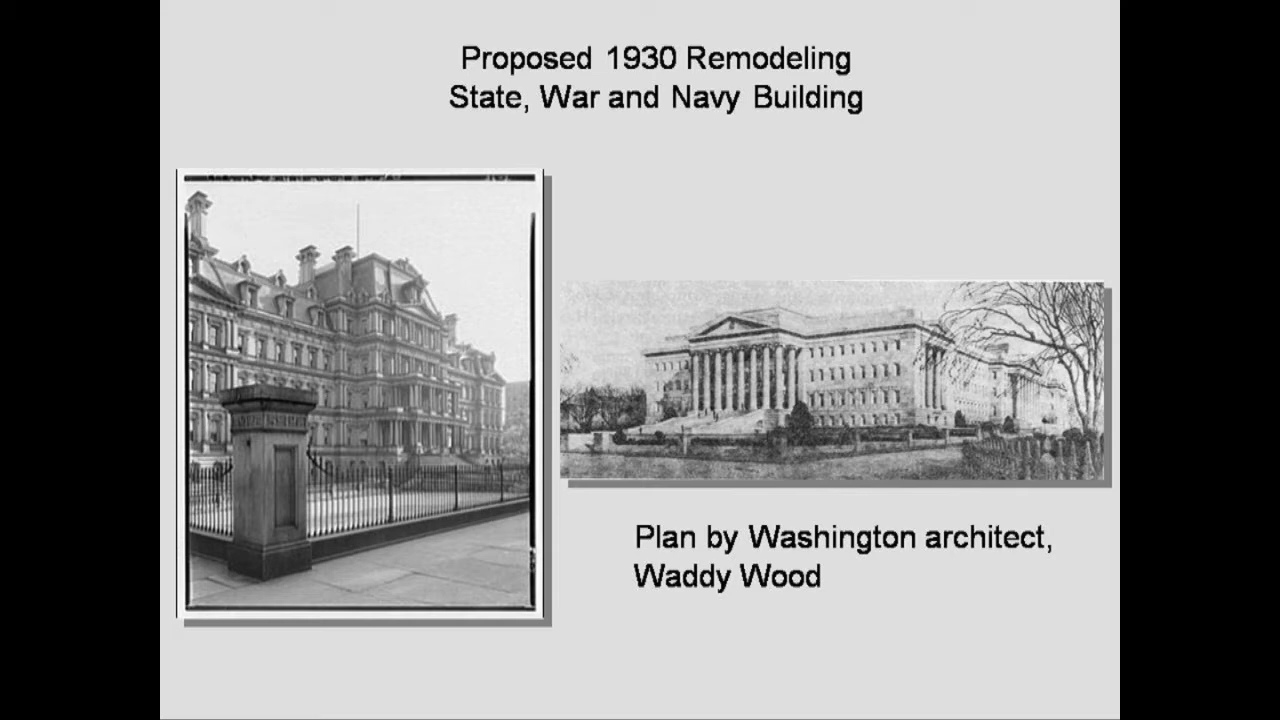 Proposed 1930 Remodeling
State, War and Navy Building
Plan by Washington architect,
Waddy Wood